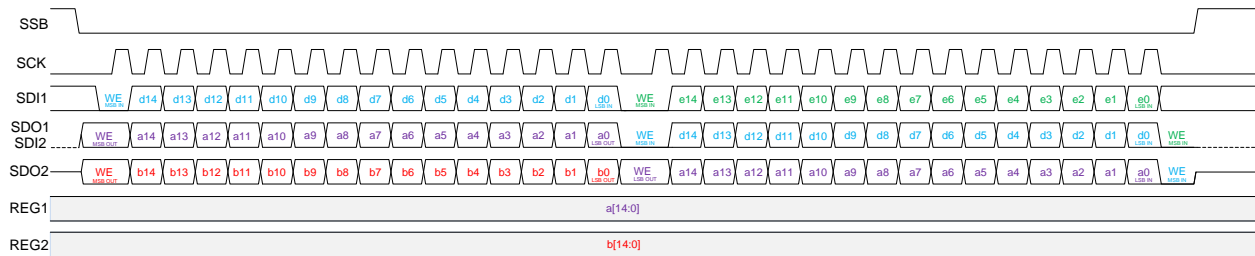 SSB
SCK
SDI1 WE MSB IN d14 d13 d12 d11 d10 d9 d8 d7 d6 d5 d4 d3 d2 d1 d0 LSB IN WE MSB IN e14 e13 e12 e11 e10 e9 e8 e7 e6 e5 e4 e3 e2 e1 e0 LSB IN
SDO1
SDI2 WE MSB OUT a14 a13 a12 a11 a10 a9 a8 a7 a6 a5 a4 a3 a2 a1 a0 LSB OUT WE MSB IN d14 d13 d12 d11 d10 d9 d8 d7 d6 d5 d4 d3 d2 d1 d0 LSB IN WE MSB IN
SDO2 WE MSB OUT b14 b13 b12 b11 b10 b9 b8 b7 b6 b5 b4 b3 b2 b1 b0 LSB OUT WE LSB OUT a14 a13 a12 a11 a10 a9 a8 a7 a6 a5 a4 a3 a4 a1 a0 LSB IN WE MSB IN
REG1 a[14:0]
REG2 b[14:0]